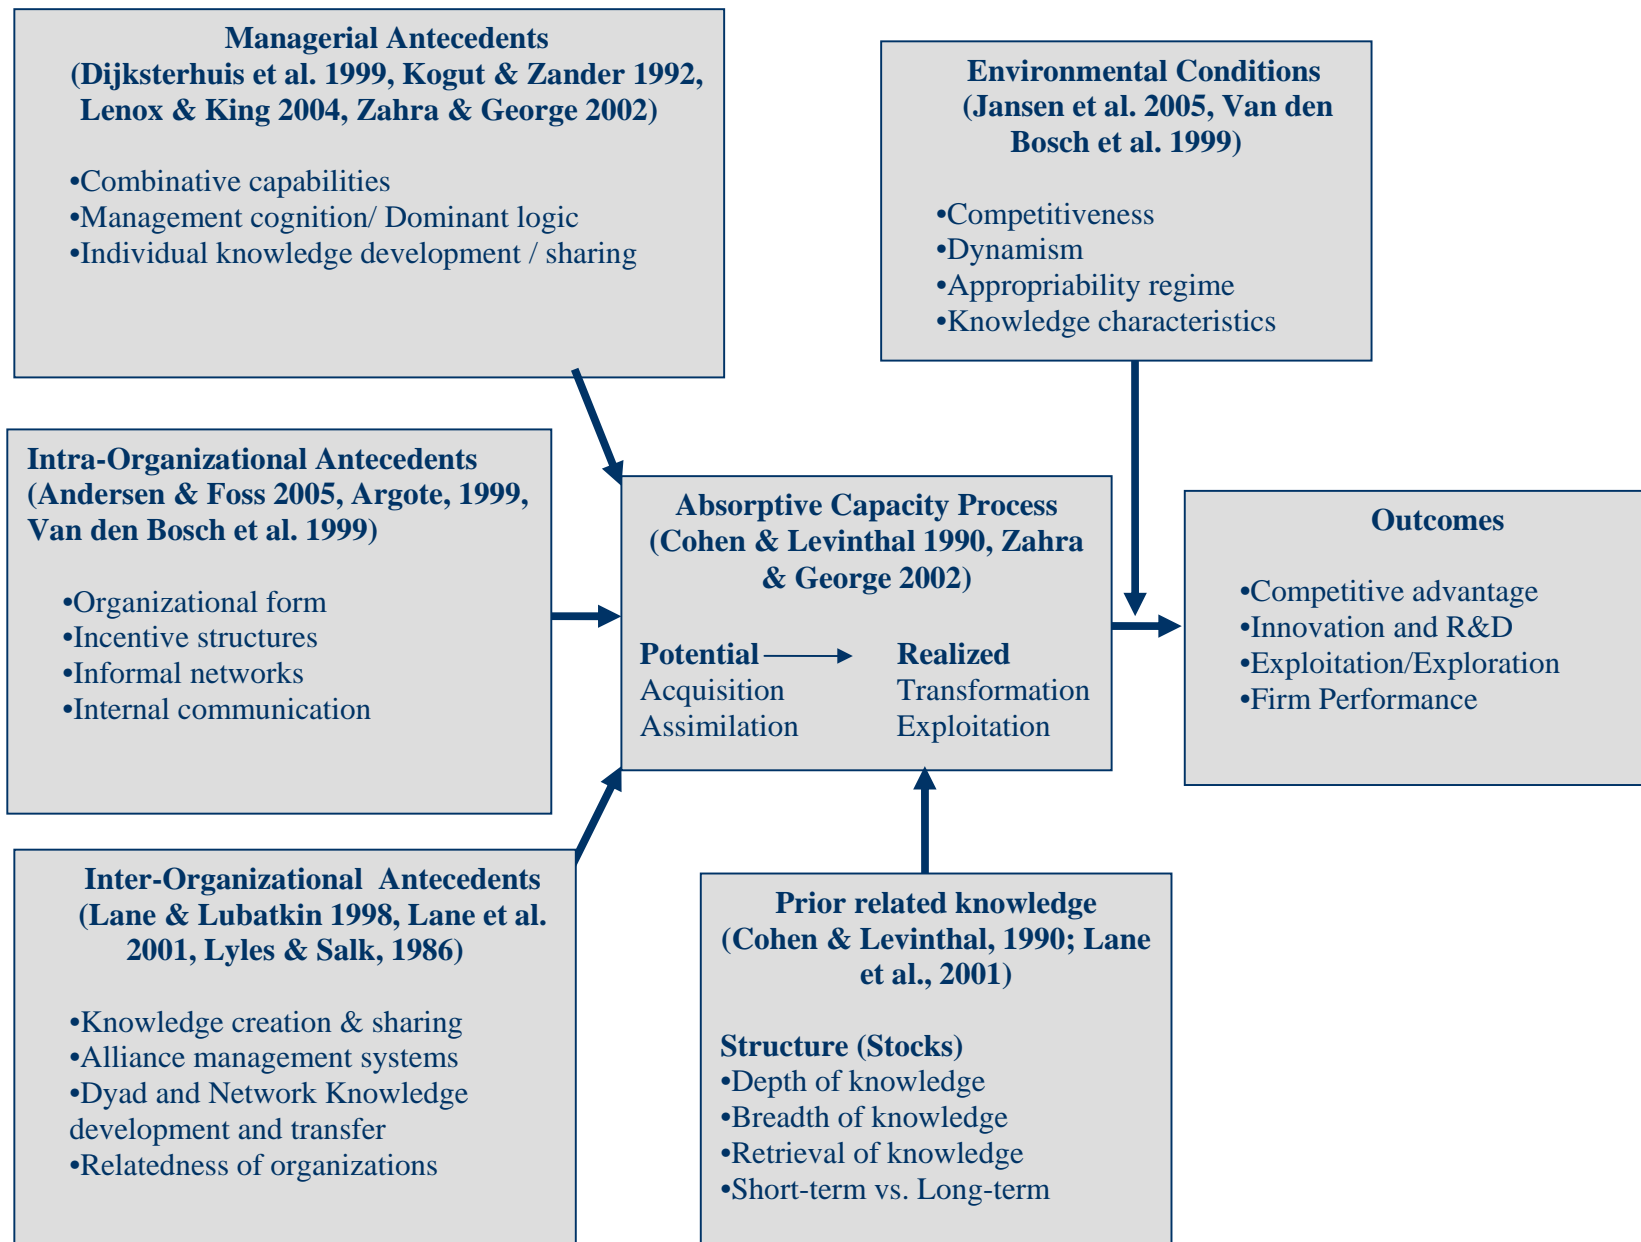 Managerial Antecedents
(Dijksterhuis et al. 1999, Kogut & Zander 1992,
Lenox & King 2004, Zahra & George 2002)
•Combinative capabilities
•Management cognition/ Dominant logic
•Individual knowledge development / sharing
Environmental Conditions
(Jansen et al. 2005, Van den
Bosch et al. 1999)
•Competitiveness
•Dynamism
•Appropriability regime
•Knowledge characteristics
Intra-Organizational Antecedents
(Andersen & Foss 2005, Argote, 1999,
Van den Bosch et al. 1999)
•Organizational form
•Incentive structures
•Informal networks
•Internal communication
Absorptive Capacity Process
(Cohen & Levinthal 1990, Zahra
& George 2002)
Potential Realized
Acquisition Transformation
Assimilation Exploitation
Outcomes
•Competitive advantage
•Innovation and R&D
•Exploitation/Exploration
•Firm Performance
Inter-Organizational Antecedents
(Lane & Lubatkin 1998, Lane et al.
2001, Lyles & Salk, 1986)
•Knowledge creation & sharing
•Alliance management systems
•Dyad and Network Knowledge
development and transfer
•Relatedness of organizations
Prior related knowledge
(Cohen & Levinthal, 1990; Lane
et al., 2001)
Structure (Stocks)
•Depth of knowledge
•Breadth of knowledge
•Retrieval of knowledge
•Short-term vs. Long-term